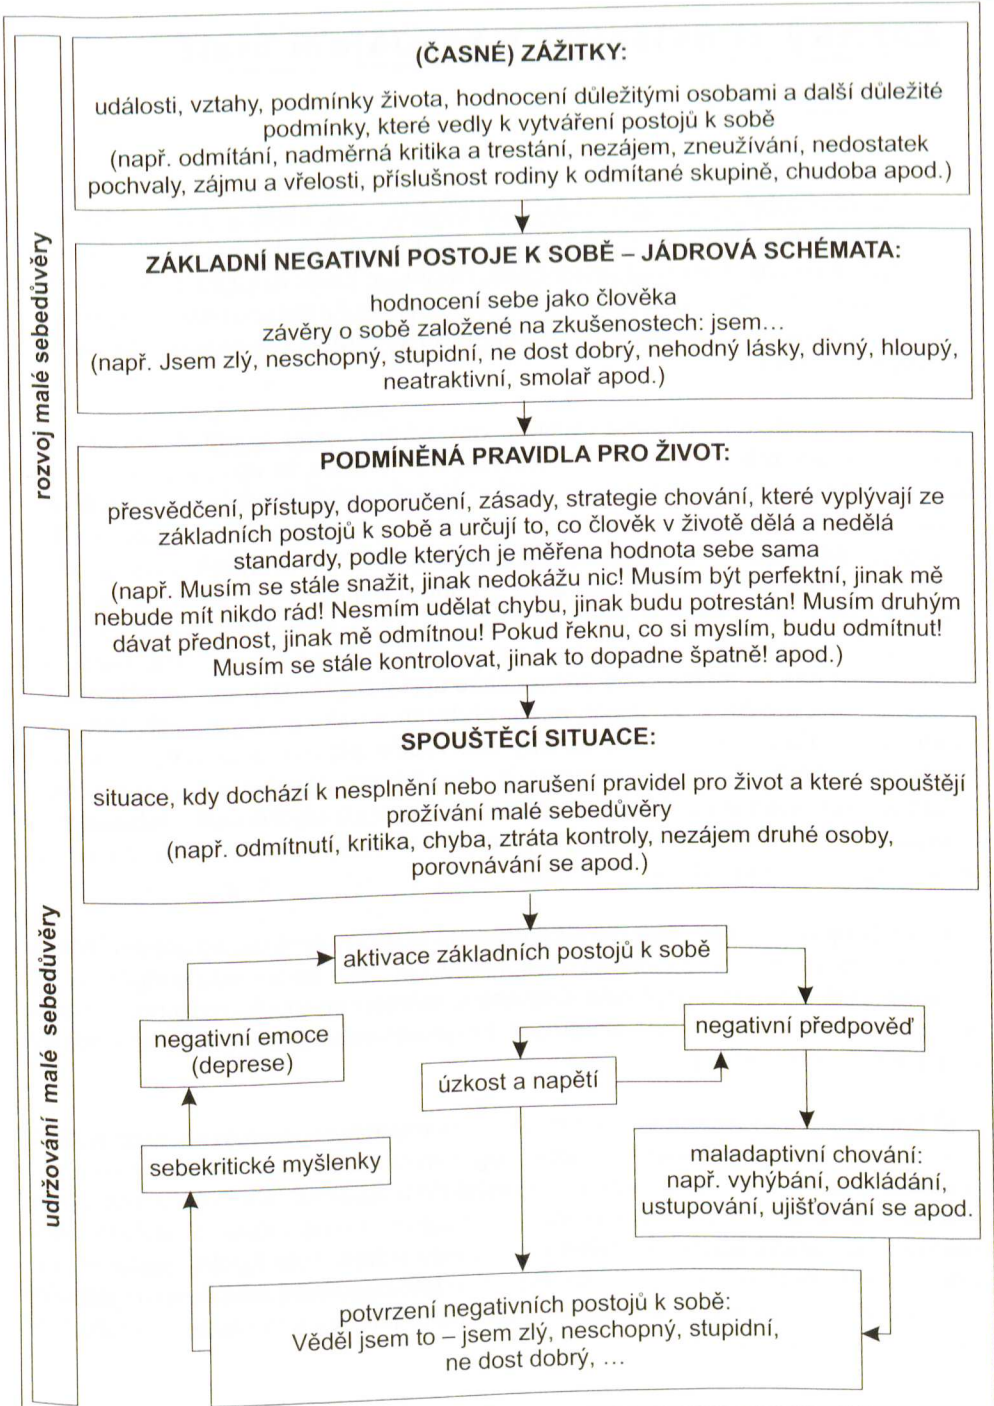 (ČASNÉ) ZÁŽITKY:
události, vztahy, podmínky života, hodnocení důležitými osobami a další důležité
podmínky, které vedly k vytváření postojů k sobě
(např. odmítání, nadměrná kritika a trestání, nezájem, zneužívání, nedostatek
pochvaly, zájmu a vřelosti, příslušnost rodiny k odmítané skupině, chudoba apod.)
rozvoj malé sebedůvěry
ZÁKLADNÍ NEGATIVNÍ POSTOJE K SOBĚ – JÁDROVÁ SCHÉMATA:
hodnocení sebe jako člověka
závěry o sobě založené na zkušenostech: jsem…
(např. Jsem zlý, neschopný, stupidní, ne dost dobrý, nehodný lásky, divný, hloupý,
neatraktivní, smolař apod.)
PODMÍNĚNÁ PRAVIDLA PRO ŽIVOT:
přesvědčení, přístupy, doporučení, zásady, strategie chování, které vyplývají ze
základních postojů k sobě a určují to, co člověk v životě dělá a nedělá
standardy, podle kterých je měřena hodnota sebe sama
(např. Musím se stále snažit, jinak nedokážu nic! Musím být perfektní, jinak mě
nebude mít nikdo rád! Nesmím udělat chybu, jinak budu potrestán! Musím druhým
dávat přednost, jinak mě odmítnou! Pokud řeknu, co si myslím, budu odmítnut!
Musím se stále kontrolovat, jinak to dopadne špatně! apod.)
SPOUŠTĚCÍ SITUACE:
situace, kdy dochází k nesplnění nebo narušení pravidel pro život a které spouštějí
prožívání malé sebedůvěry
(např. odmítnutí, kritika, chyba, ztráta kontroly, nezájem druhé osoby,
porovnávání se apod.)
udržování malé sebedůvěry
aktivace základních postojů k sobě
negativní předpověď
negativní emoce
(deprese)
úzkost a napětí
sebekritické myšlenky
maladaptivní chování:
např. vyhýbání, odkládání,
ustupování, ujišťování se apod.
potvrzení negativních postojů k sobě:
Věděl jsem to – jsem zlý, neschopný, stupidní,
ne dost dobrý, …